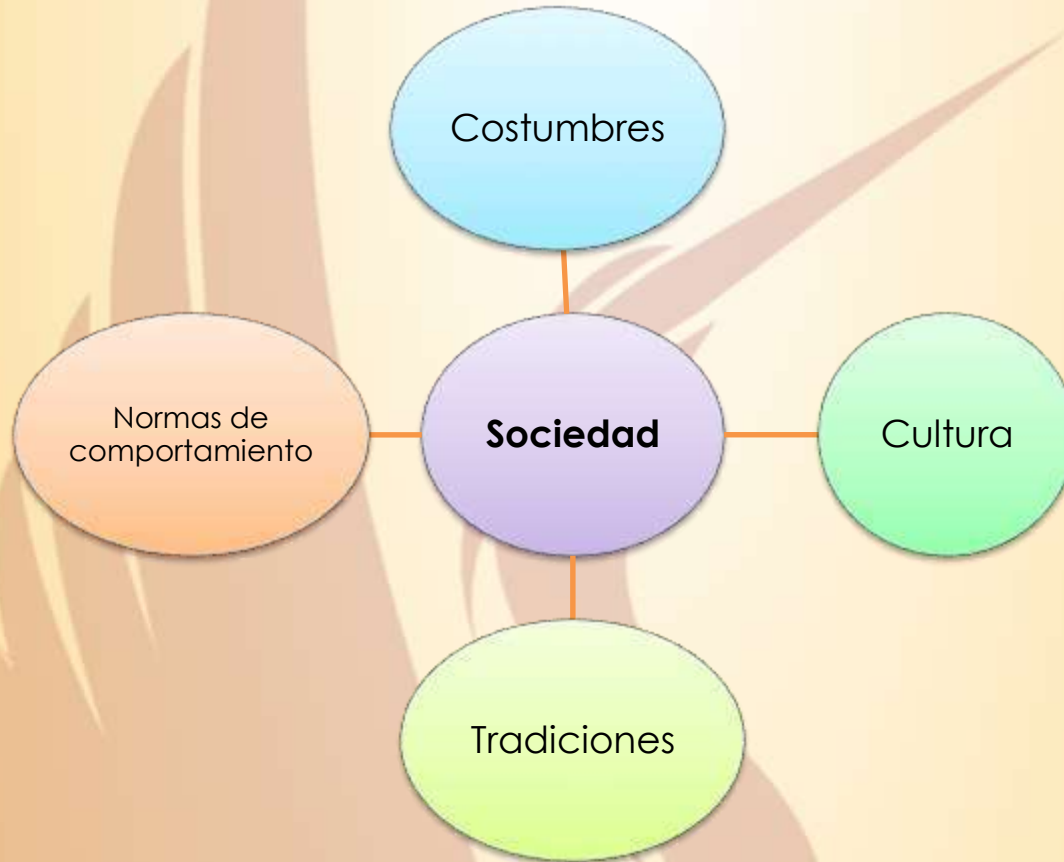 Costumbres
Normas de
comportamiento
Sociedad
Cultura
Tradiciones